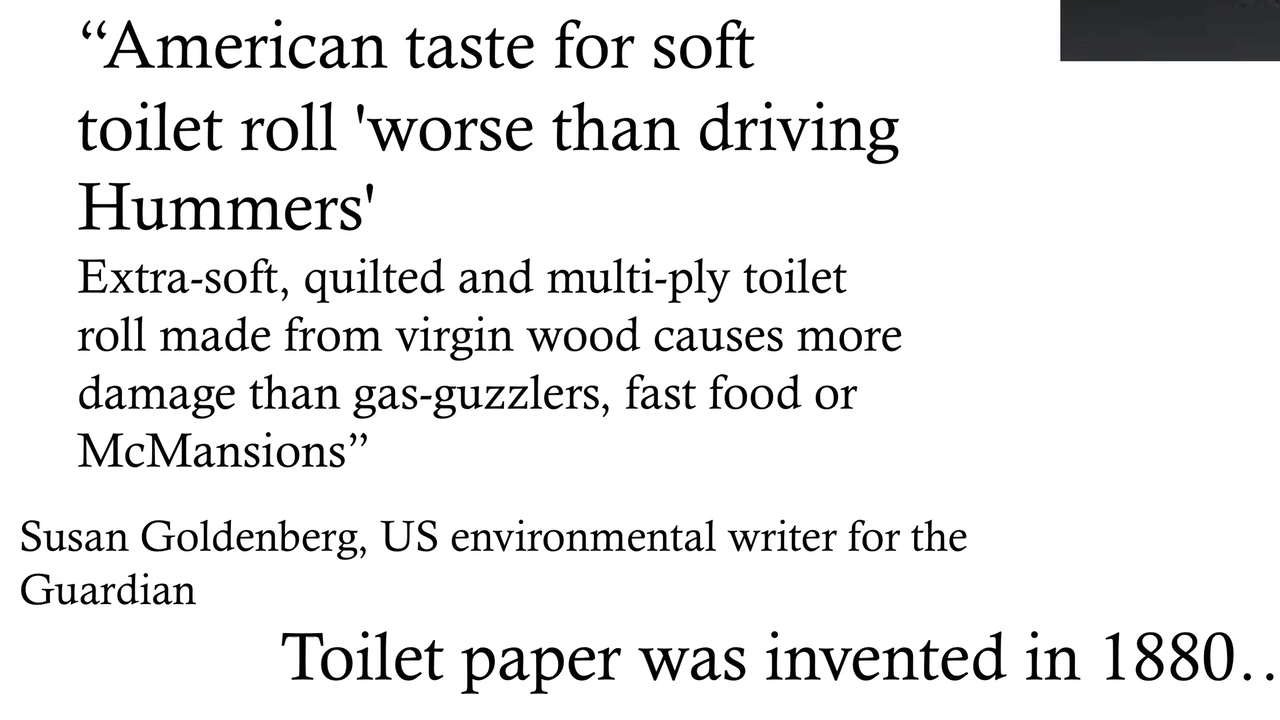 “American taste for soft
toilet roll 'worse than driving
Hummers'
Extra-soft, quilted and multi-ply toilet
roll made from virgin wood causes more
damage than gas-guzzlers, fast food or
McMansions”
Susan Goldenberg, US environmental writer for the
Guardian
Toilet paper was invented in 1880..